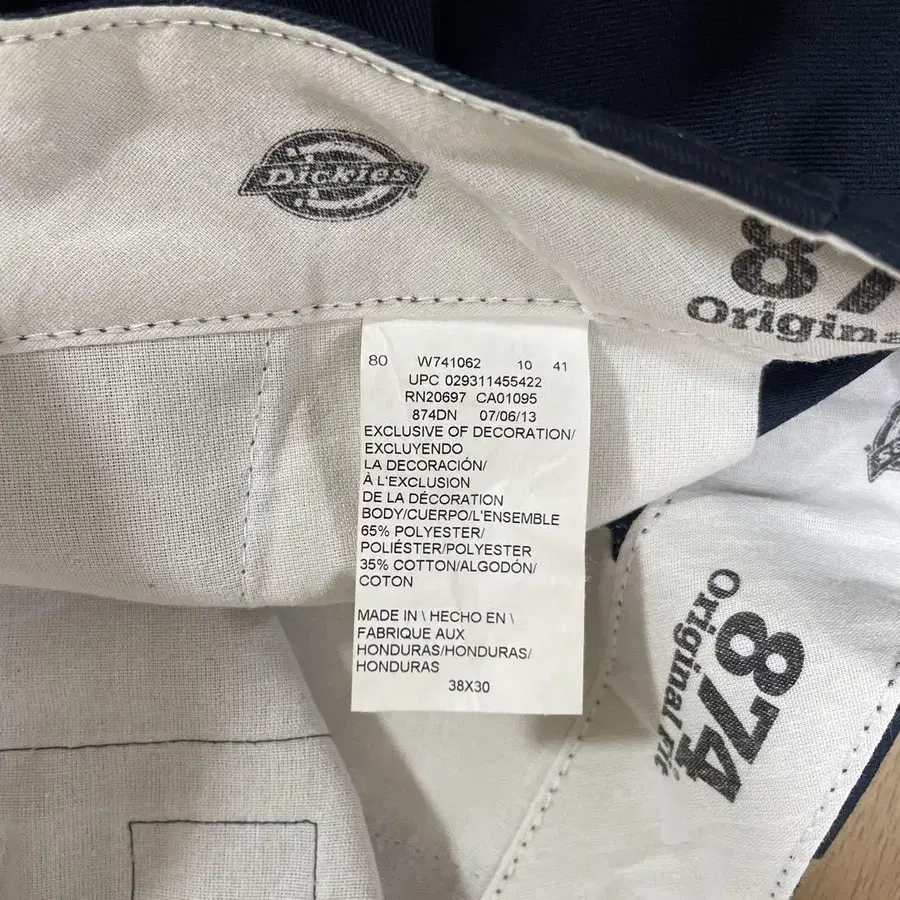 Dickies
87
Origina
80 W741062 10 41
UPC 029311455422
RN20697 CA01095
874DN 07/06/13
EXCLUSIVE OF DECORATION/
EXCLUYENDO
LA DECORACIÓN/
À L'EXCLUSION
DE LA DÉCORATION
BODY/CUERPO/L'ENSEMBLE
65% POLYESTER/
POLIÉSTER/POLYESTER
35% COTTON/ALGODÓN/
COTON
MADE IN \ HECHO EN \
FABRIQUE AUX
HONDURAS/HONDURAS/
HONDURAS
38X30
874
Original Fit